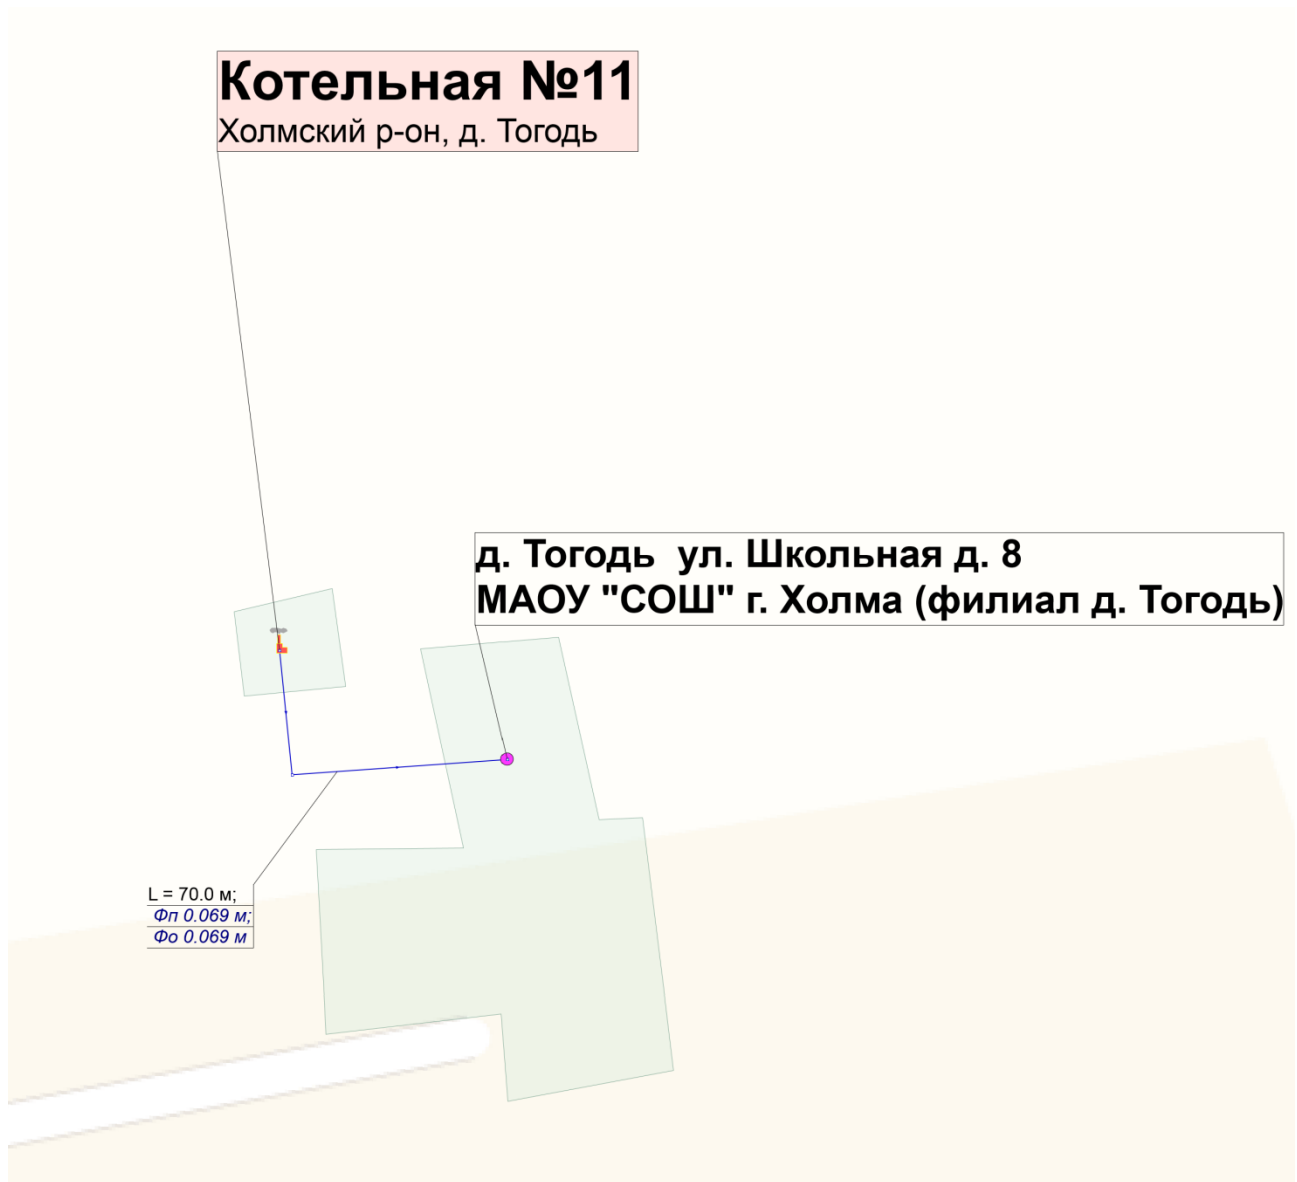 Котельная №11
Холмский р-он, д. Тогодь
д. Тогодь ул. Школьная д. 8
МАОУ "СОШ" г. Холма (филиал д. Тогодь)
L = 70.0 м;
Фп 0.069 м;
Фо 0.069 м